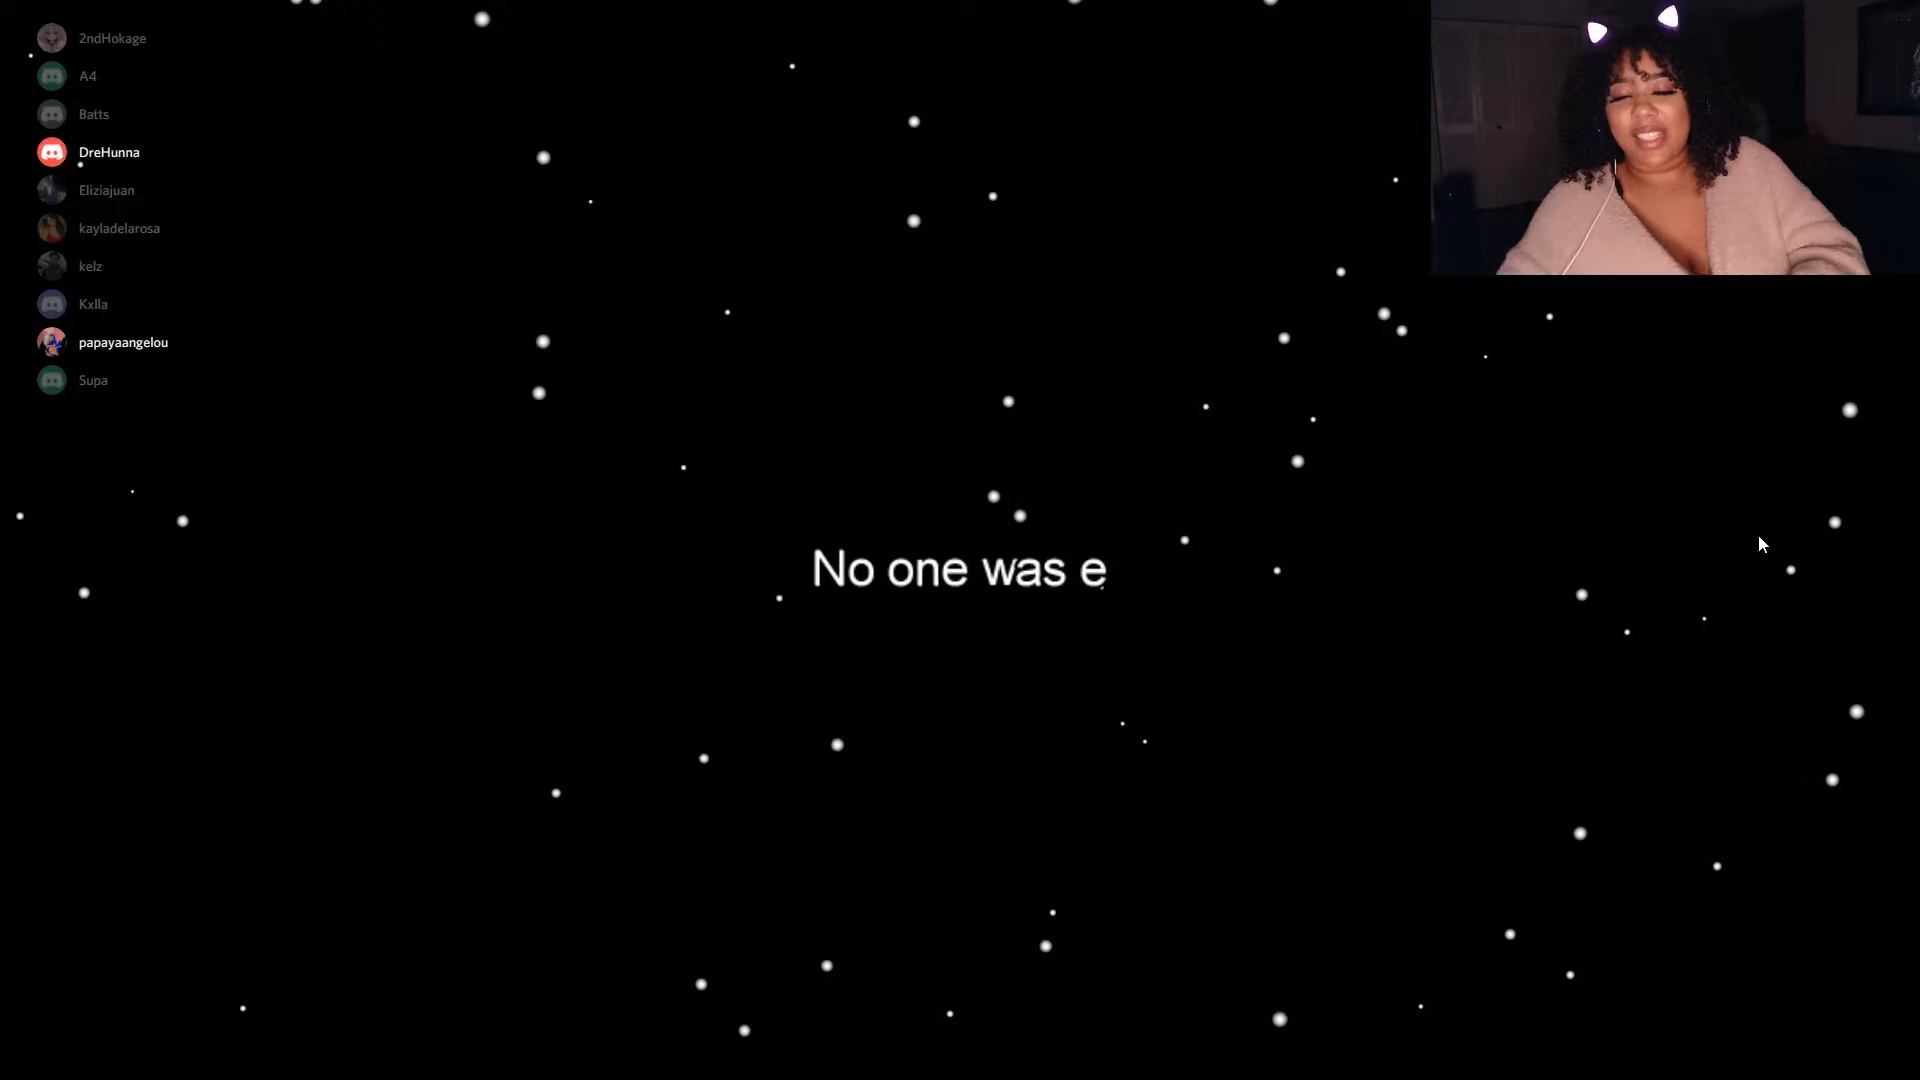 2ndHokage
A4
Batts
DreHunna
Eliziajuan
kayladelarosa
kelz
Kxlla
papayaangelou
Supa
No one was e